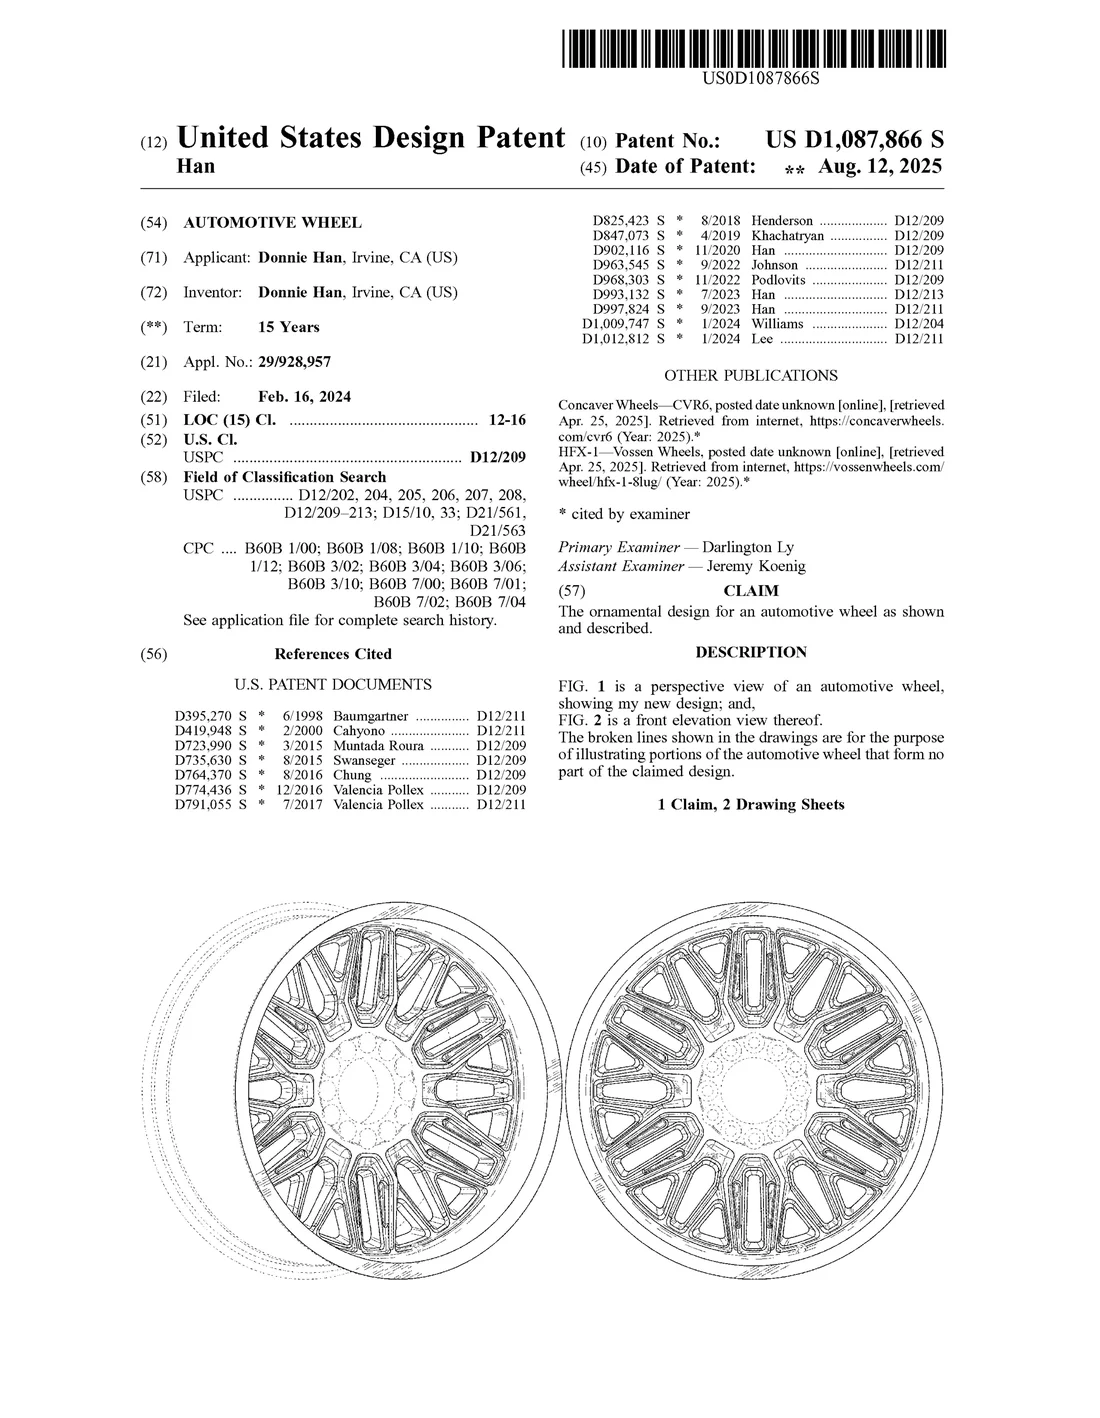 US0D1087866S
(12) United States Design Patent
Han
(10) Patent No.: US D1,087,866 S
(45) Date of Patent: ** Aug. 12, 2025
(54) AUTOMOTIVE WHEEL
(71) Applicant: Donnie Han, Irvine, CA (US)
(72) Inventor: Donnie Han, Irvine, CA (US)
(**) Term: 15 Years
(21) Appl. No.: 29/928,957
(22) Filed: Feb. 16, 2024
(51) LOC (15) Cl. ............................................... 12-16
(52) U.S. Cl.
USPC ......................................................... D12/209
(58) Field of Classification Search
USPC ............... D12/202, 204, 205, 206, 207, 208,
D12/209–213; D15/10, 33; D21/561,
D21/563
CPC .... B60B 1/00; B60B 1/08; B60B 1/10; B60B
1/12; B60B 3/02; B60B 3/04; B60B 3/06;
B60B 3/10; B60B 7/00; B60B 7/01;
B60B 7/02; B60B 7/04
See application file for complete search history.
(56) References Cited
U.S. PATENT DOCUMENTS
D395,270 S * 6/1998 Baumgartner .............. D12/211
D419,948 S * 2/2000 Cahyono ..................... D12/211
D723,990 S * 3/2015 Muntada Roura .......... D12/209
D735,630 S * 8/2015 Swanseger .................. D12/209
D764,370 S * 8/2016 Chung ........................ D12/209
D774,436 S * 12/2016 Valencia Pollex .......... D12/209
D791,055 S * 7/2017 Valencia Pollex .......... D12/211
D825,423 S * 8/2018 Henderson .................. D12/209
D847,073 S * 4/2019 Khachatryan ............... D12/209
D902,116 S * 11/2020 Han ............................ D12/209
D963,545 S * 9/2022 Johnson ...................... D12/211
D968,303 S * 11/2022 Podlovits .................... D12/209
D993,132 S * 7/2023 Han ............................ D12/213
D997,824 S * 9/2023 Han ............................ D12/211
D1,009,747 S * 1/2024 Williams .................... D12/204
D1,012,812 S * 1/2024 Lee ............................. D12/211
OTHER PUBLICATIONS
Concaver Wheels—CVR6, posted date unknown [online], [retrieved
Apr. 25, 2025]. Retrieved from internet, https://concaverwheels.
com/cvr6 (Year: 2025).*
HFX-1—Vossen Wheels, posted date unknown [online], [retrieved
Apr. 25, 2025]. Retrieved from internet, https://vossenwheels.com/
wheel/hfx-1-8lug/ (Year: 2025).*
* cited by examiner
Primary Examiner — Darlington Ly
Assistant Examiner — Jeremy Koenig
(57) CLAIM
The ornamental design for an automotive wheel as shown
and described.
DESCRIPTION
FIG. 1 is a perspective view of an automotive wheel,
showing my new design; and,
FIG. 2 is a front elevation view thereof.
The broken lines shown in the drawings are for the purpose
of illustrating portions of the automotive wheel that form no
part of the claimed design.
1 Claim, 2 Drawing Sheets